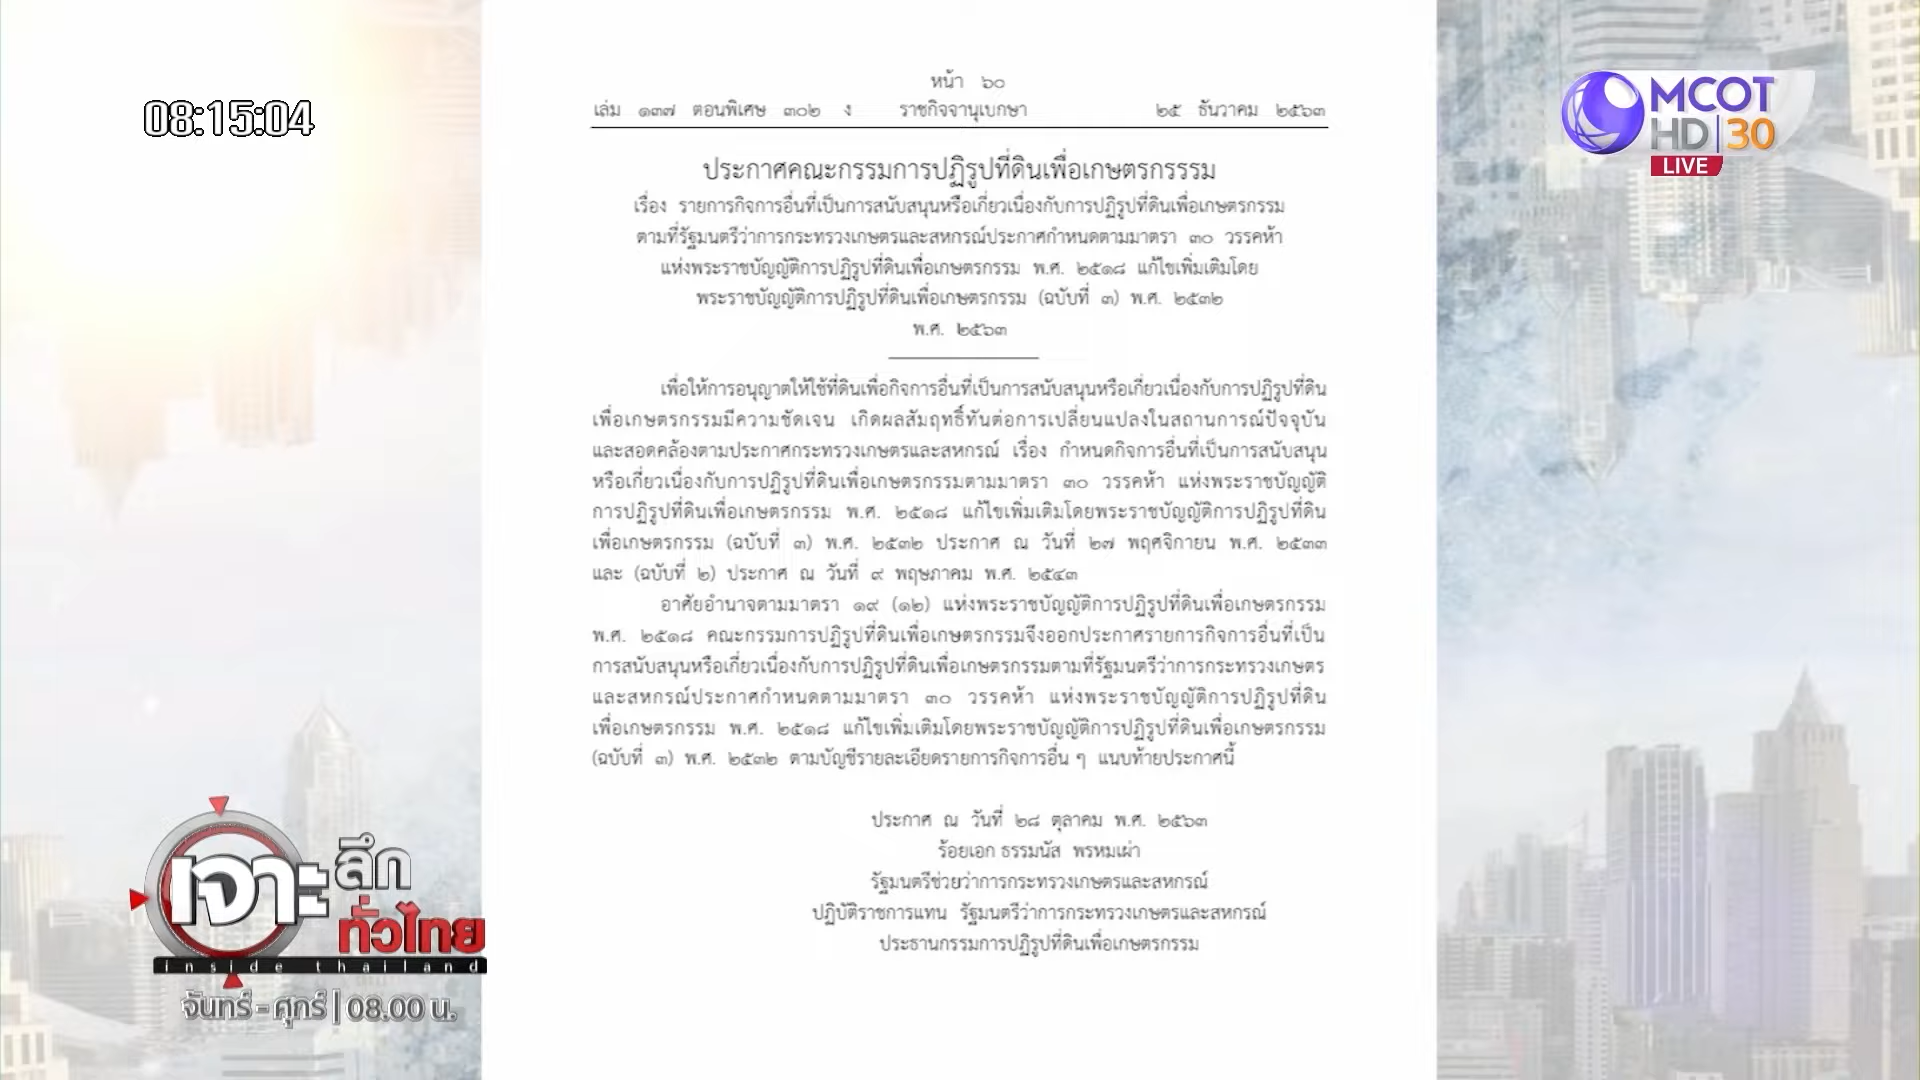 08:15:04
MCOT
HD 30
LIVE
หน้า ๖๐
เล่ม ๑๓๗ ตอนพิเศษ ๓๐๒ ง ราชกิจจานุเบกษา ๒๕ ธันวาคม ๒๕๖๓
ประกาศคณะกรรมการปฏิรูปที่ดินเพื่อเกษตรกรรรม
เรื่อง รายการกิจการอื่นที่เป็นการสนับสนุนหรือเกี่ยวเนื่องกับการปฏิรูปที่ดินเพื่อเกษตรกรรม
ตามที่รัฐมนตรีว่าการกระทรวงเกษตรและสหกรณ์ประกาศกำหนดตามมาตรา ๓๐ วรรคห้า
แห่งพระราชบัญญัติการปฏิรูปที่ดินเพื่อเกษตรกรรม พ.ศ. ๒๕๑๘ แก้ไขเพิ่มเติมโดย
พระราชบัญญัติการปฏิรูปที่ดินเพื่อเกษตรกรรม (ฉบับที่ ๓) พ.ศ. ๒๕๓๒
พ.ศ. ๒๕๖๓
เพื่อให้การอนุญาตให้ใช้ที่ดินเพื่อกิจการอื่นที่เป็นการสนับสนุนหรือเกี่ยวเนื่องกับการปฏิรูปที่ดิน
เพื่อเกษตรกรรมมีความชัดเจน เกิดผลสัมฤทธิ์ทันต่อการเปลี่ยนแปลงในสถานการณ์ปัจจุบัน
และสอดคล้องตามประกาศกระทรวงเกษตรและสหกรณ์ เรื่อง กำหนดกิจการอื่นที่เป็นการสนับสนุน
หรือเกี่ยวเนื่องกับการปฏิรูปที่ดินเพื่อเกษตรกรรมตามมาตรา ๓๐ วรรคห้า แห่งพระราชบัญญัติ
การปฏิรูปที่ดินเพื่อเกษตรกรรม พ.ศ. ๒๕๑๘ แก้ไขเพิ่มเติมโดยพระราชบัญญัติการปฏิรูปที่ดิน
เพื่อเกษตรกรรม (ฉบับที่ ๓) พ.ศ. ๒๕๓๒ ประกาศ ณ วันที่ ๒๗ พฤศจิกายน พ.ศ. ๒๕๓๓
และ (ฉบับที่ ๒) ประกาศ ณ วันที่ ๙ พฤษภาคม พ.ศ. ๒๕๔๓
อาศัยอำนาจตามมาตรา ๑๙ (๑๒) แห่งพระราชบัญญัติการปฏิรูปที่ดินเพื่อเกษตรกรรม
พ.ศ. ๒๕๑๘ คณะกรรมการปฏิรูปที่ดินเพื่อเกษตรกรรมจึงออกประกาศรายการกิจการอื่นที่เป็น
การสนับสนุนหรือเกี่ยวเนื่องกับการปฏิรูปที่ดินเพื่อเกษตรกรรมตามที่รัฐมนตรีว่าการกระทรวงเกษตร
และสหกรณ์ประกาศกำหนดตามมาตรา ๓๐ วรรคห้า แห่งพระราชบัญญัติการปฏิรูปที่ดิน
เพื่อเกษตรกรรม พ.ศ. ๒๕๑๘ แก้ไขเพิ่มเติมโดยพระราชบัญญัติการปฏิรูปที่ดินเพื่อเกษตรกรรม
(ฉบับที่ ๓) พ.ศ. ๒๕๓๒ ตามบัญชีรายละเอียดรายการกิจการอื่น ๆ แนบท้ายประกาศนี้
ประกาศ ณ วันที่ ๒๘ ตุลาคม พ.ศ. ๒๕๖๓
ร้อยเอก ธรรมนัส พรหมเผ่า
รัฐมนตรีช่วยว่าการกระทรวงเกษตรและสหกรณ์
ปฏิบัติราชการแทน รัฐมนตรีว่าการกระทรวงเกษตรและสหกรณ์
ประธานกรรมการปฏิรูปที่ดินเพื่อเกษตรกรรม
เจาะลึก
ทั่วไทย
inside thailand
จันทร์ - ศุกร์ | 08.00 น.